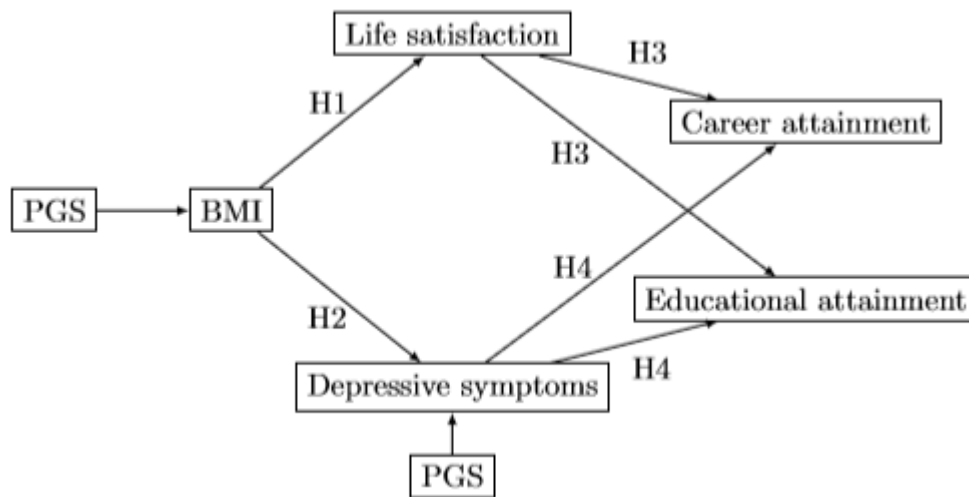 Life satisfaction
H3
Career attainment
H1
H3
PGS
BMI
H4
Educational attainment
H2
H4
Depressive symptoms
PGS